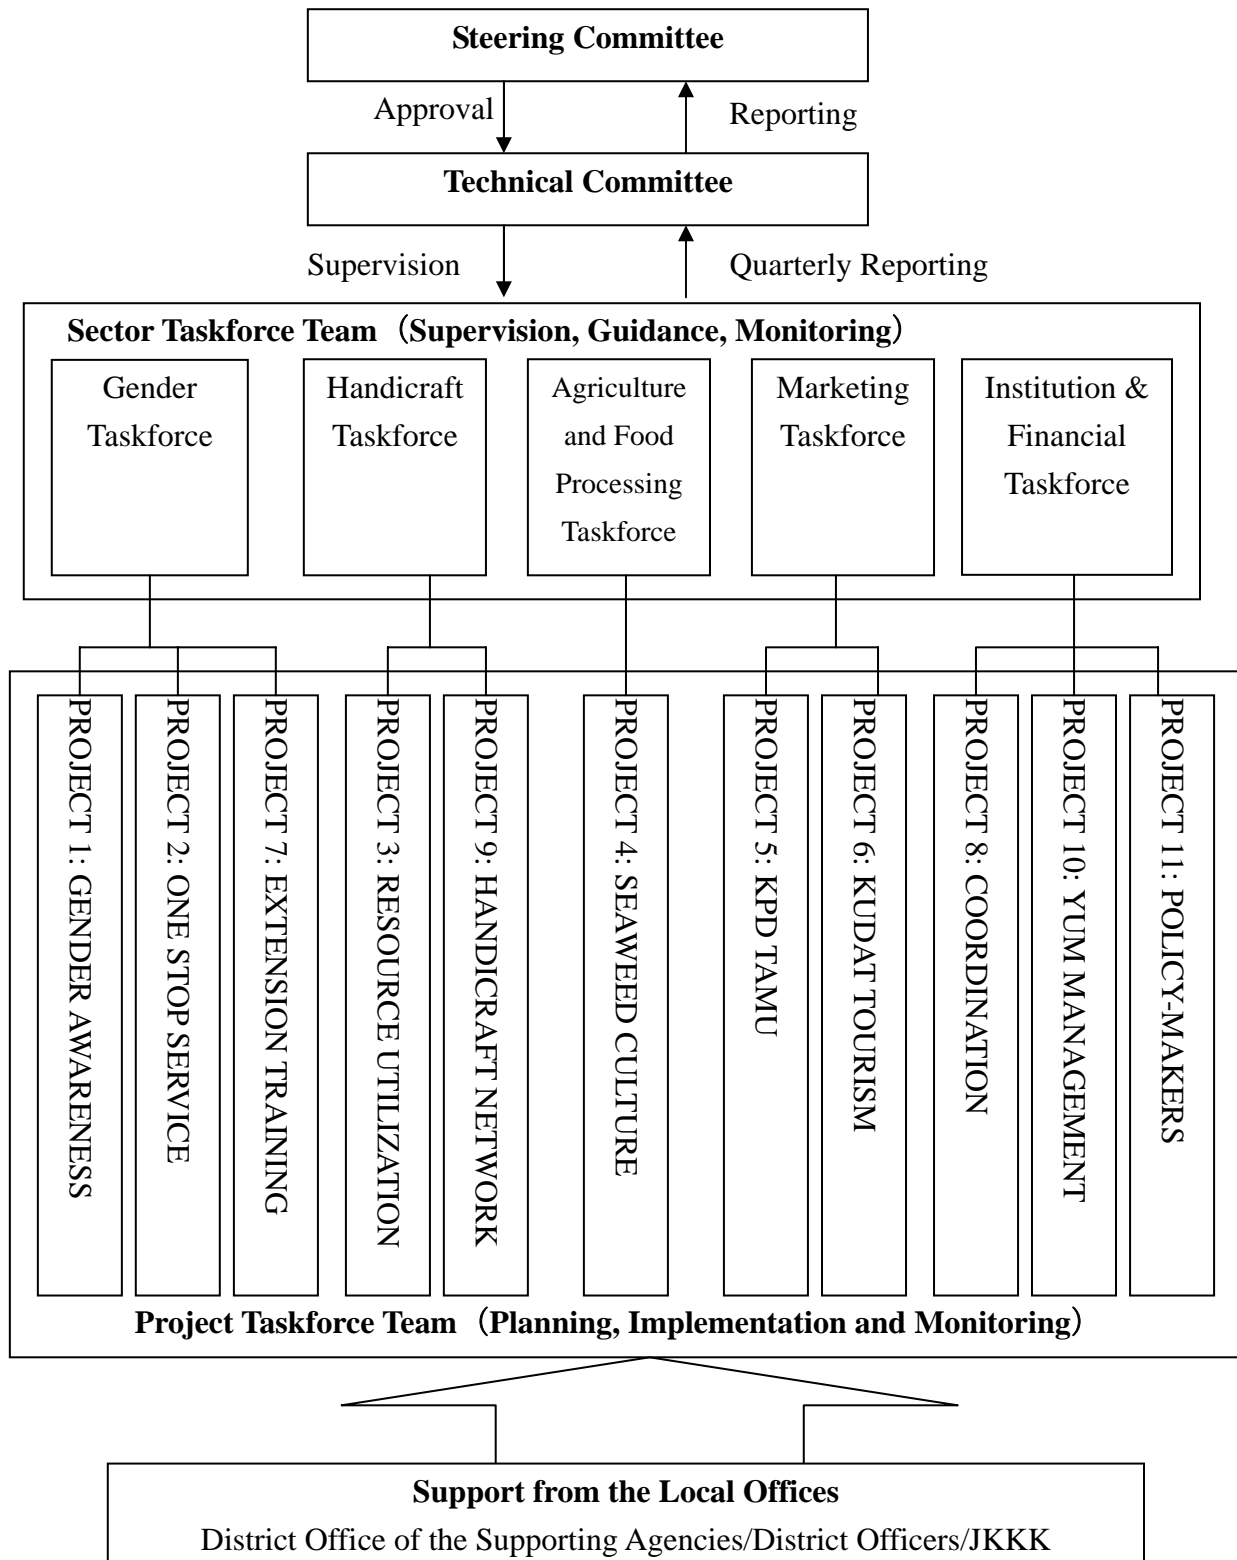 Steering Committee
Approval
Reporting
Technical Committee
Supervision
Quarterly Reporting
Sector Taskforce Team（Supervision, Guidance, Monitoring）
Gender
Taskforce
Handicraft
Taskforce
Agriculture
and Food
Processing
Taskforce
Marketing
Taskforce
Institution &
Financial
Taskforce
PROJECT 1: GENDER AWARENESS
PROJECT 2: ONE STOP SERVICE
PROJECT 7: EXTENSION TRAINING
PROJECT 3: RESOURCE UTILIZATION
PROJECT 9: HANDICRAFT NETWORK
PROJECT 4: SEAWEED CULTURE
PROJECT 5: KPD TAMU
PROJECT 6: KUDAT TOURISM
PROJECT 8: COORDINATION
PROJECT 10: YUM MANAGEMENT
PROJECT 11: POLICY-MAKERS
Project Taskforce Team（Planning, Implementation and Monitoring）
Support from the Local Offices
District Office of the Supporting Agencies/District Officers/JKKK